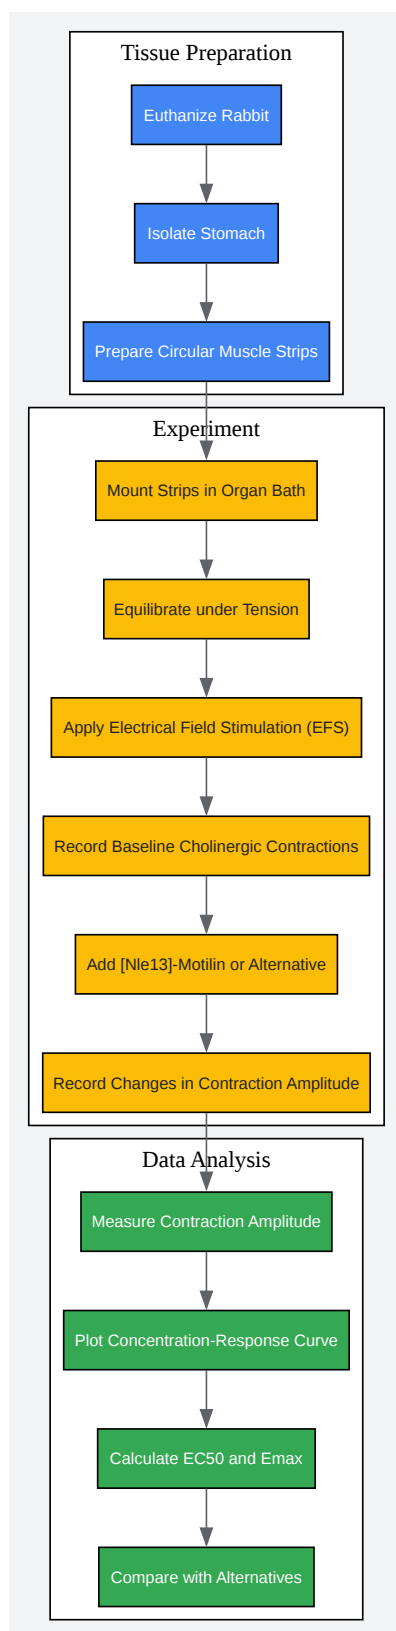 Tissue Preparation
Euthanize Rabbit
Isolate Stomach
Prepare Circular Muscle Strips
Experiment
Mount Strips in Organ Bath
Equilibrate under Tension
Apply Electrical Field Stimulation (EFS)
Record Baseline Cholinergic Contractions
Add [Nle13]-Motilin or Alternative
Record Changes in Contraction Amplitude
Data Analysis
Measure Contraction Amplitude
Plot Concentration-Response Curve
Calculate EC50 and Emax
Compare with Alternatives